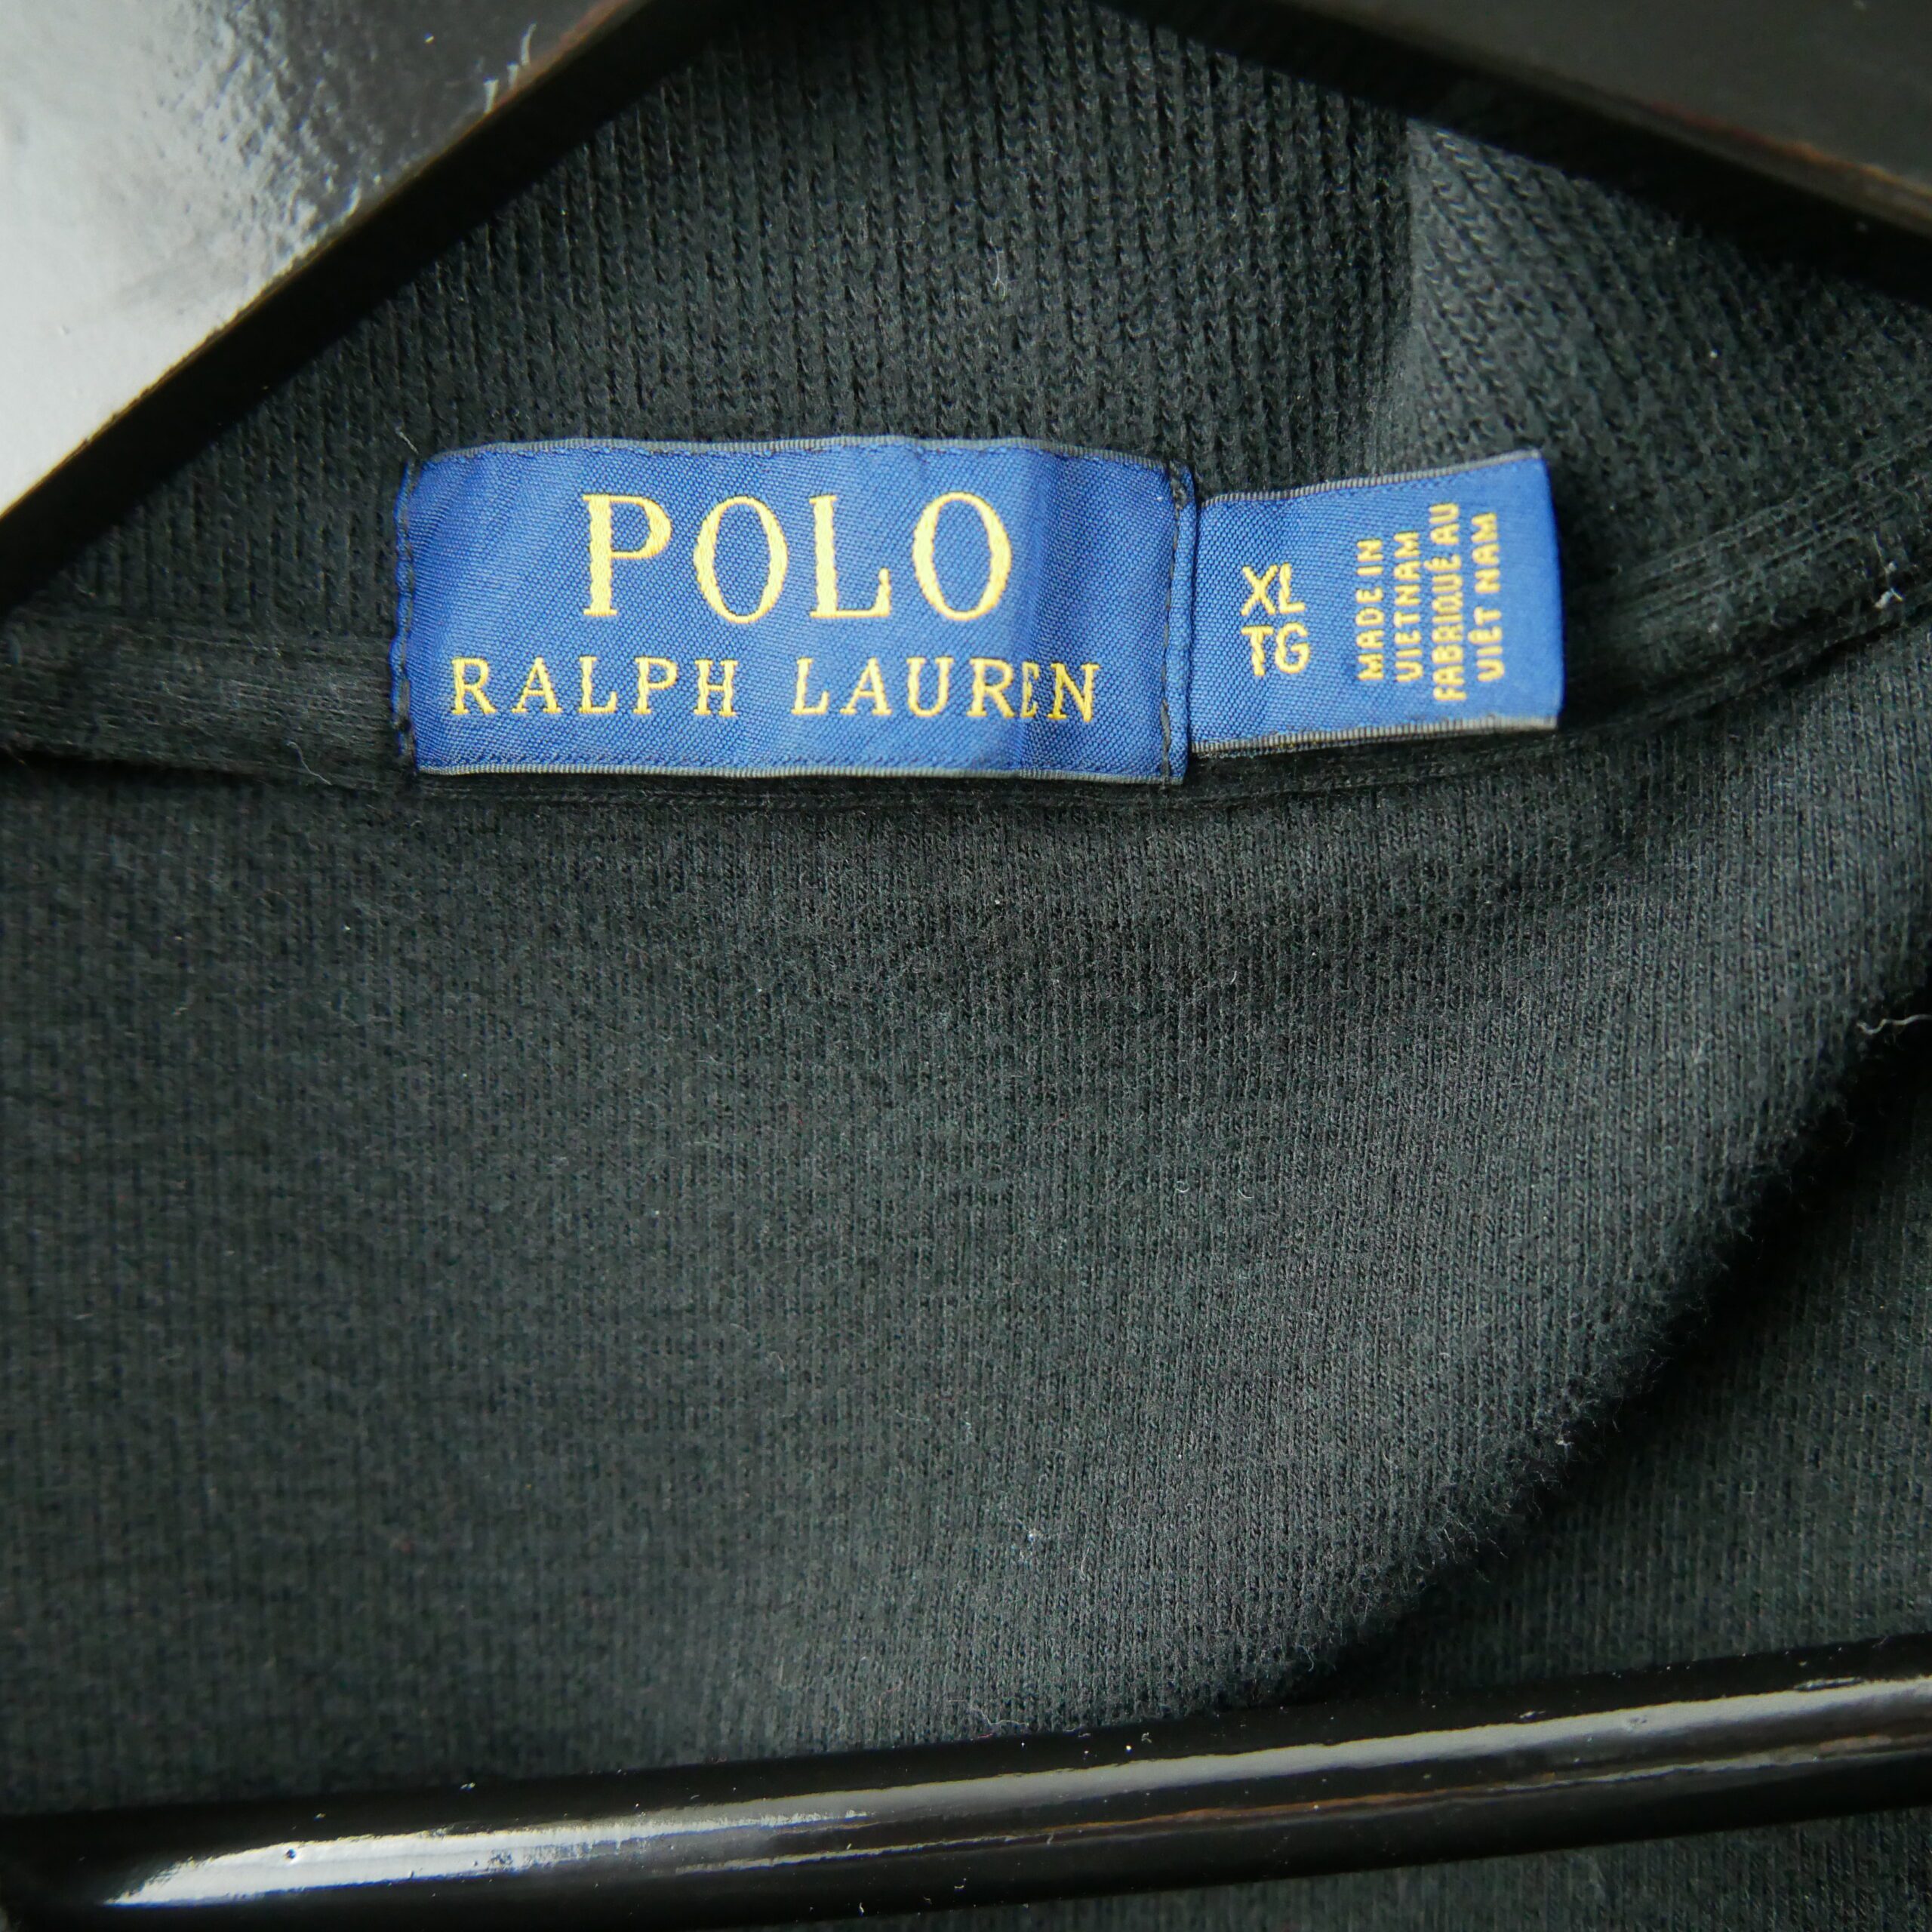 POLO
RALPH LAUREN
XL
TG
MADE IN
VIETNAM
FABRIQUÉ AU
VIÊT NAM